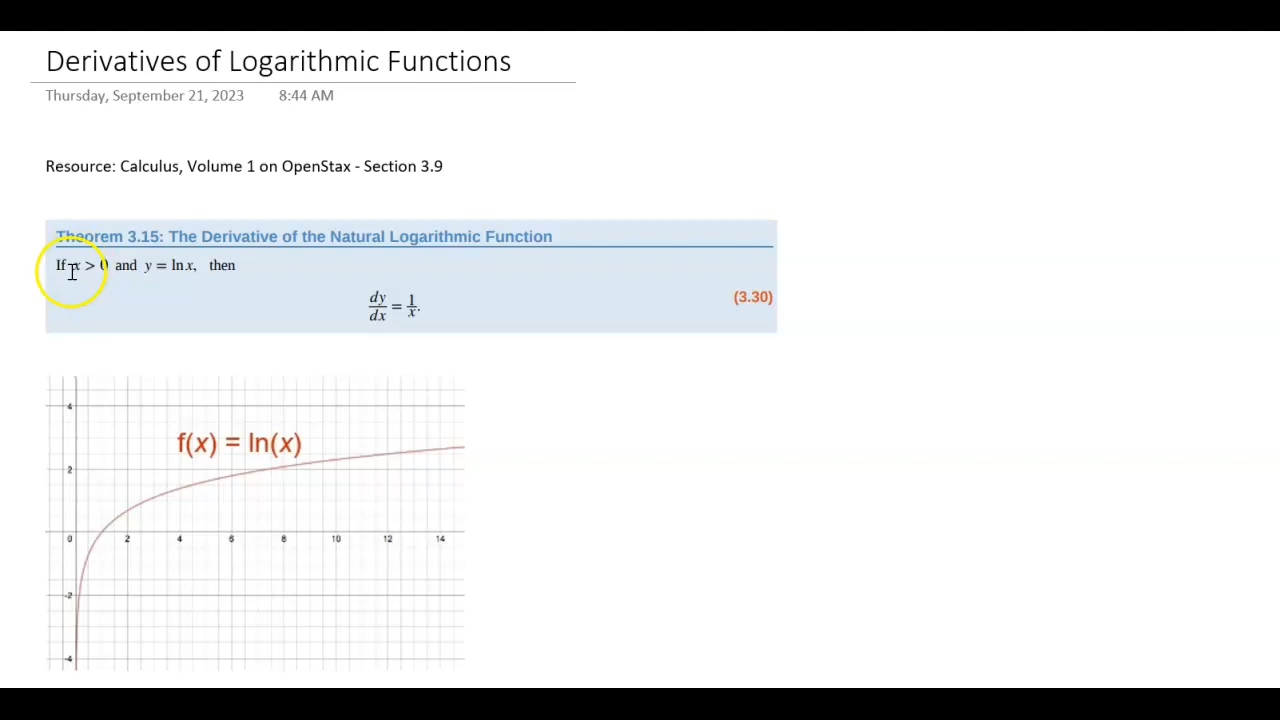 Derivatives of Logarithmic Functions
Thursday, September 21, 2023 8:44 AM
Resource: Calculus, Volume 1 on OpenStax - Section 3.9
Theorem 3.15: The Derivative of the Natural Logarithmic Function
If x > 0 and y = ln x, then
dy/dx = 1/x. (3.30)
4
f(x) = ln(x)
2
0 2 4 6 8 10 12 14
-2
-4